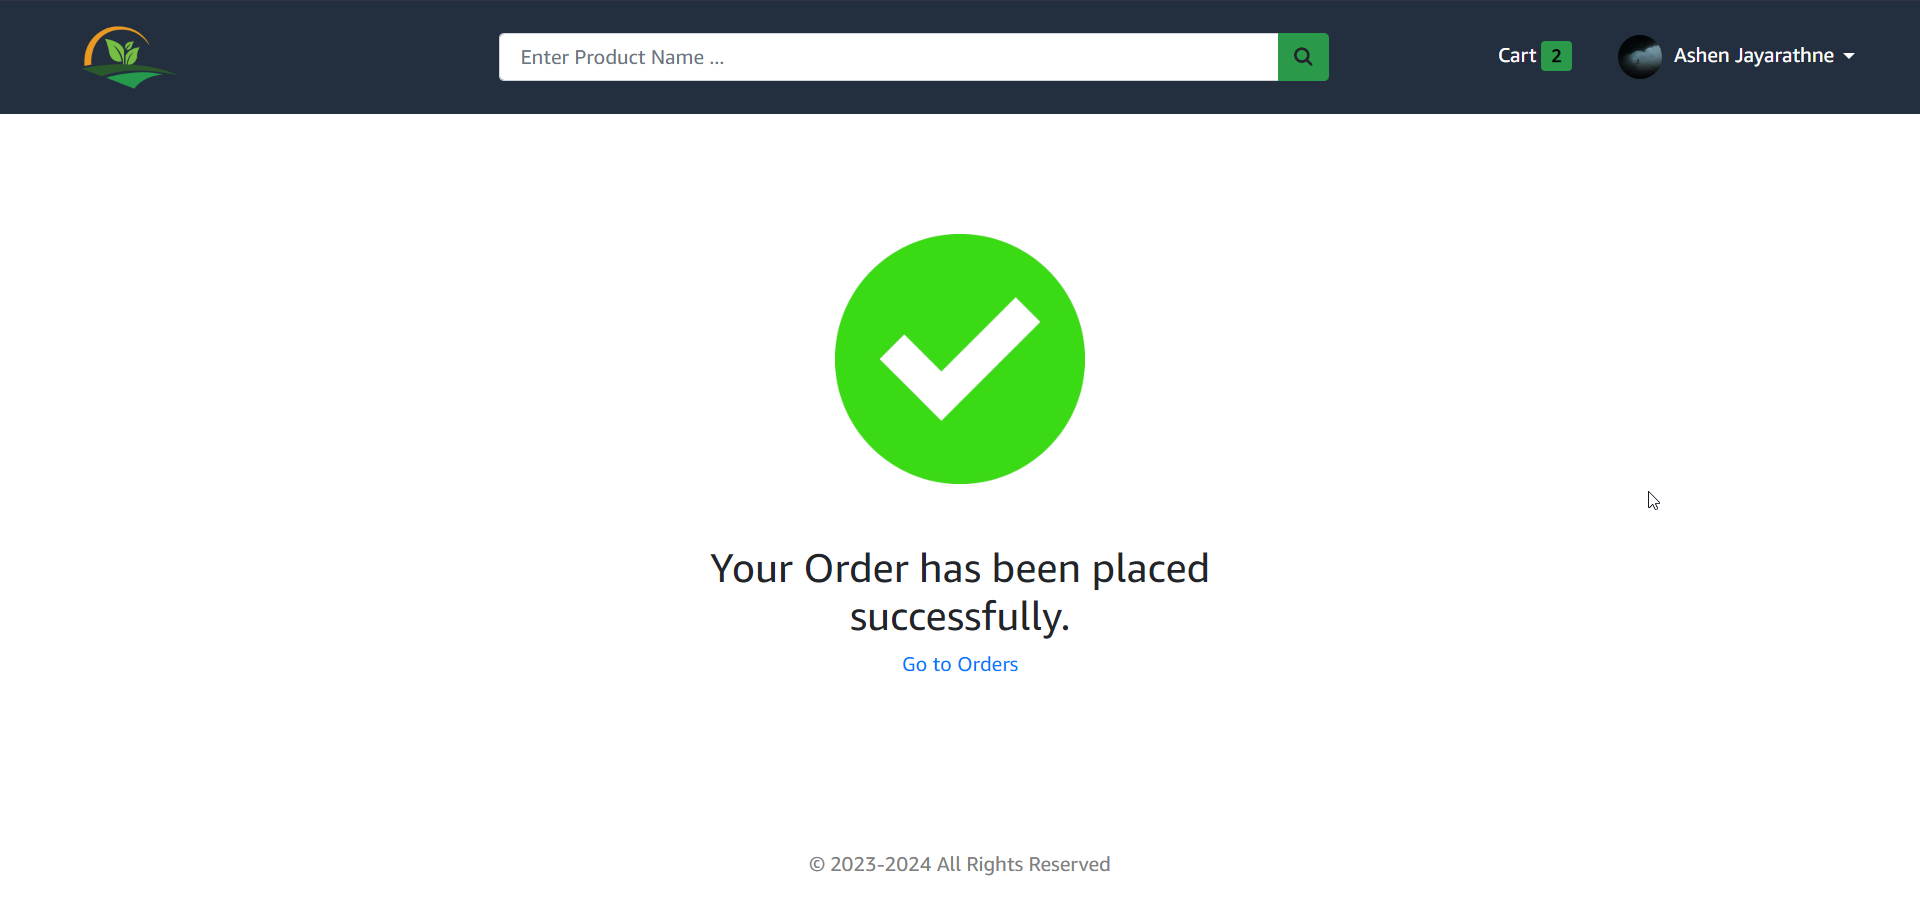 Enter Product Name ...
Cart 2
Ashen Jayarathne
Your Order has been placed
successfully.
Go to Orders
© 2023-2024 All Rights Reserved